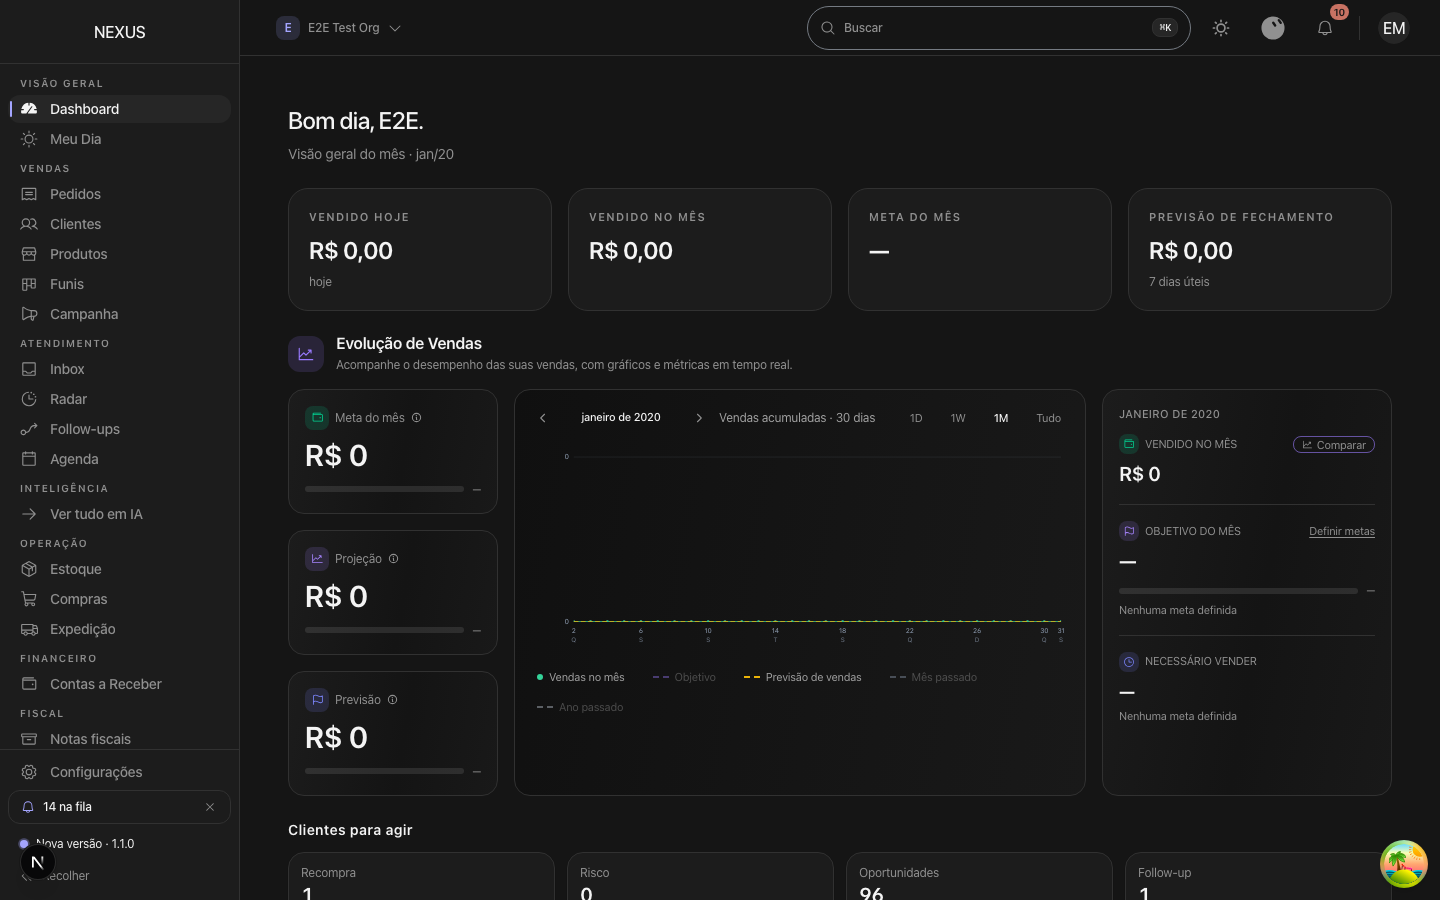 NEXUS
E
E2E Test Org
Buscar
⌘K
10
EM
VISÃO GERAL
Dashboard
Meu Dia
VENDAS
Pedidos
Clientes
Produtos
Funis
Campanha
ATENDIMENTO
Inbox
Radar
Follow-ups
Agenda
INTELIGÊNCIA
Ver tudo em IA
OPERAÇÃO
Estoque
Compras
Expedição
FINANCEIRO
Contas a Receber
FISCAL
Notas fiscais
Configurações
14 na fila
Nova versão · 1.1.0
N
Bom dia, E2E.
Visão geral do mês · jan/20
VENDIDO HOJE
R$ 0,00
hoje
VENDIDO NO MÊS
R$ 0,00
META DO MÊS
—
PREVISÃO DE FECHAMENTO
R$ 0,00
7 dias úteis
Evolução de Vendas
Acompanhe o desempenho das suas vendas, com gráficos e métricas em tempo real.
Meta do mês
R$ 0
—
Projeção
R$ 0
—
Previsão
R$ 0
—
janeiro de 2020
Vendas acumuladas · 30 dias
1D 1W 1M Tudo
0
0
2 6 10 14 18 22 26 30 31
Q S S T S Q D Q S
Vendas no mês
Objetivo
Previsão de vendas
Mês passado
Ano passado
JANEIRO DE 2020
VENDIDO NO MÊS
Comparar
R$ 0
OBJETIVO DO MÊS
Definir metas
—
—
Nenhuma meta definida
NECESSÁRIO VENDER
—
Nenhuma meta definida
Clientes para agir
Recompra
1
Risco
0
Oportunidades
96
Follow-up
1